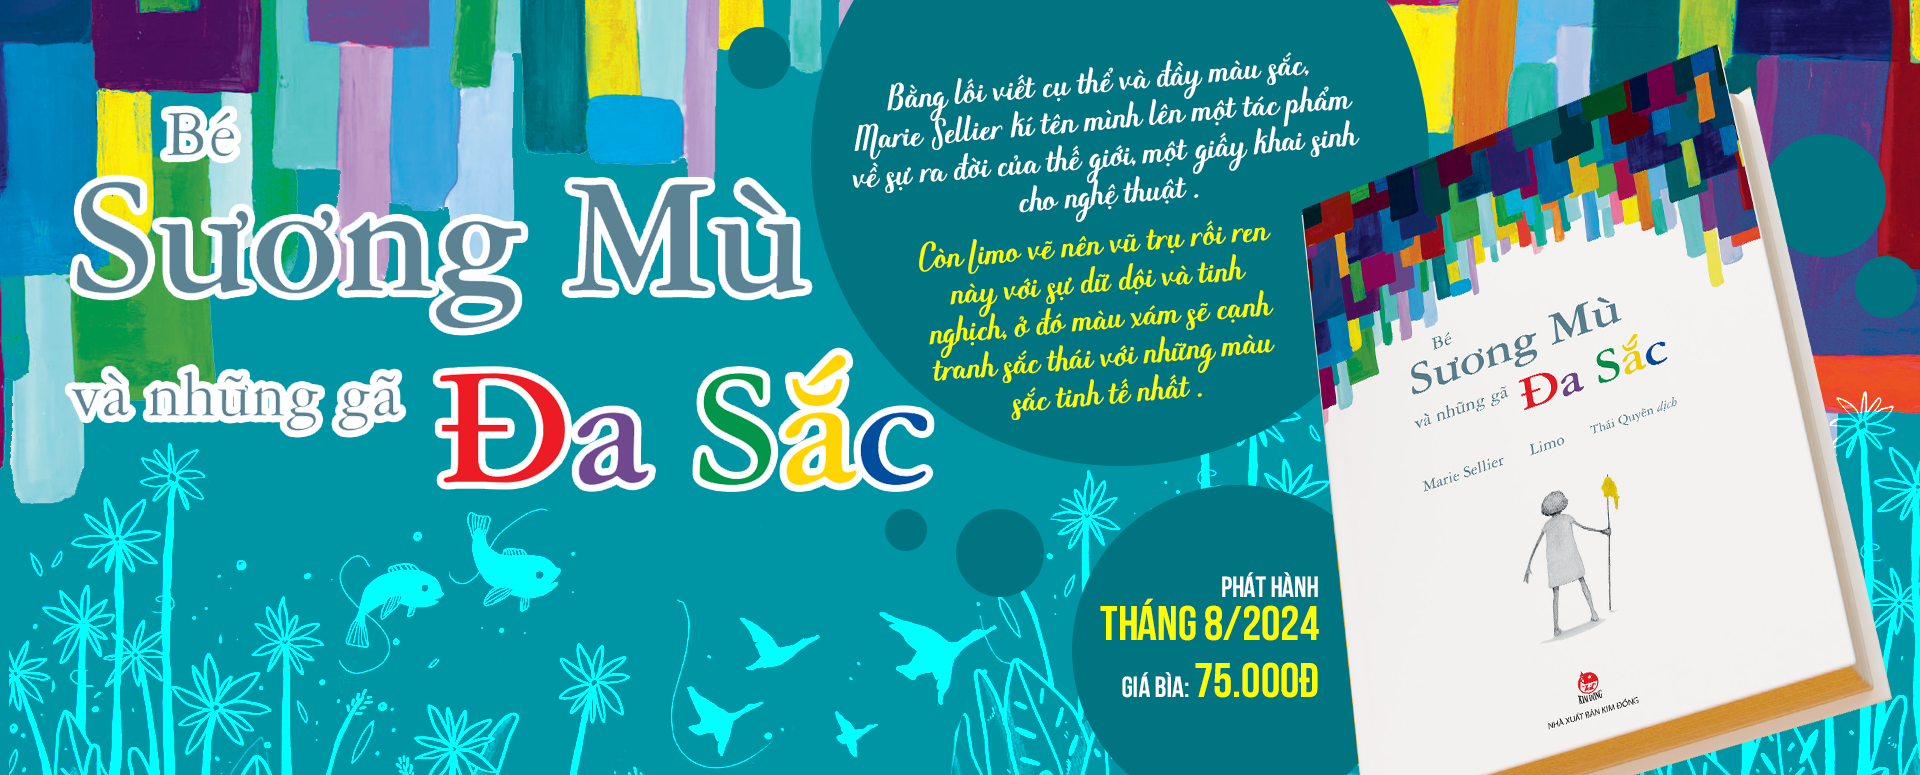 Bé
Sương Mù
và những gã Đa Sắc
Bằng lối viết cụ thể và đầy màu sắc,
Marie Sellier kí tên mình lên một tác phẩm
về sự ra đời của thế giới, một giấy khai sinh
cho nghệ thuật .
Còn Limo vẽ nên vũ trụ rối ren
này với sự dữ dội và tinh
nghịch, ở đó màu xám sẽ cạnh
tranh sắc thái với những màu
sắc tinh tế nhất .
PHÁT HÀNH
THÁNG 8/2024
GIÁ BÌA: 75.000Đ
Bé
Sương Mù
và những gã Đa Sắc
Marie Sellier Limo Thái Quyên dịch
KIM ĐỒNG
NHÀ XUẤT BẢN KIM ĐỒNG